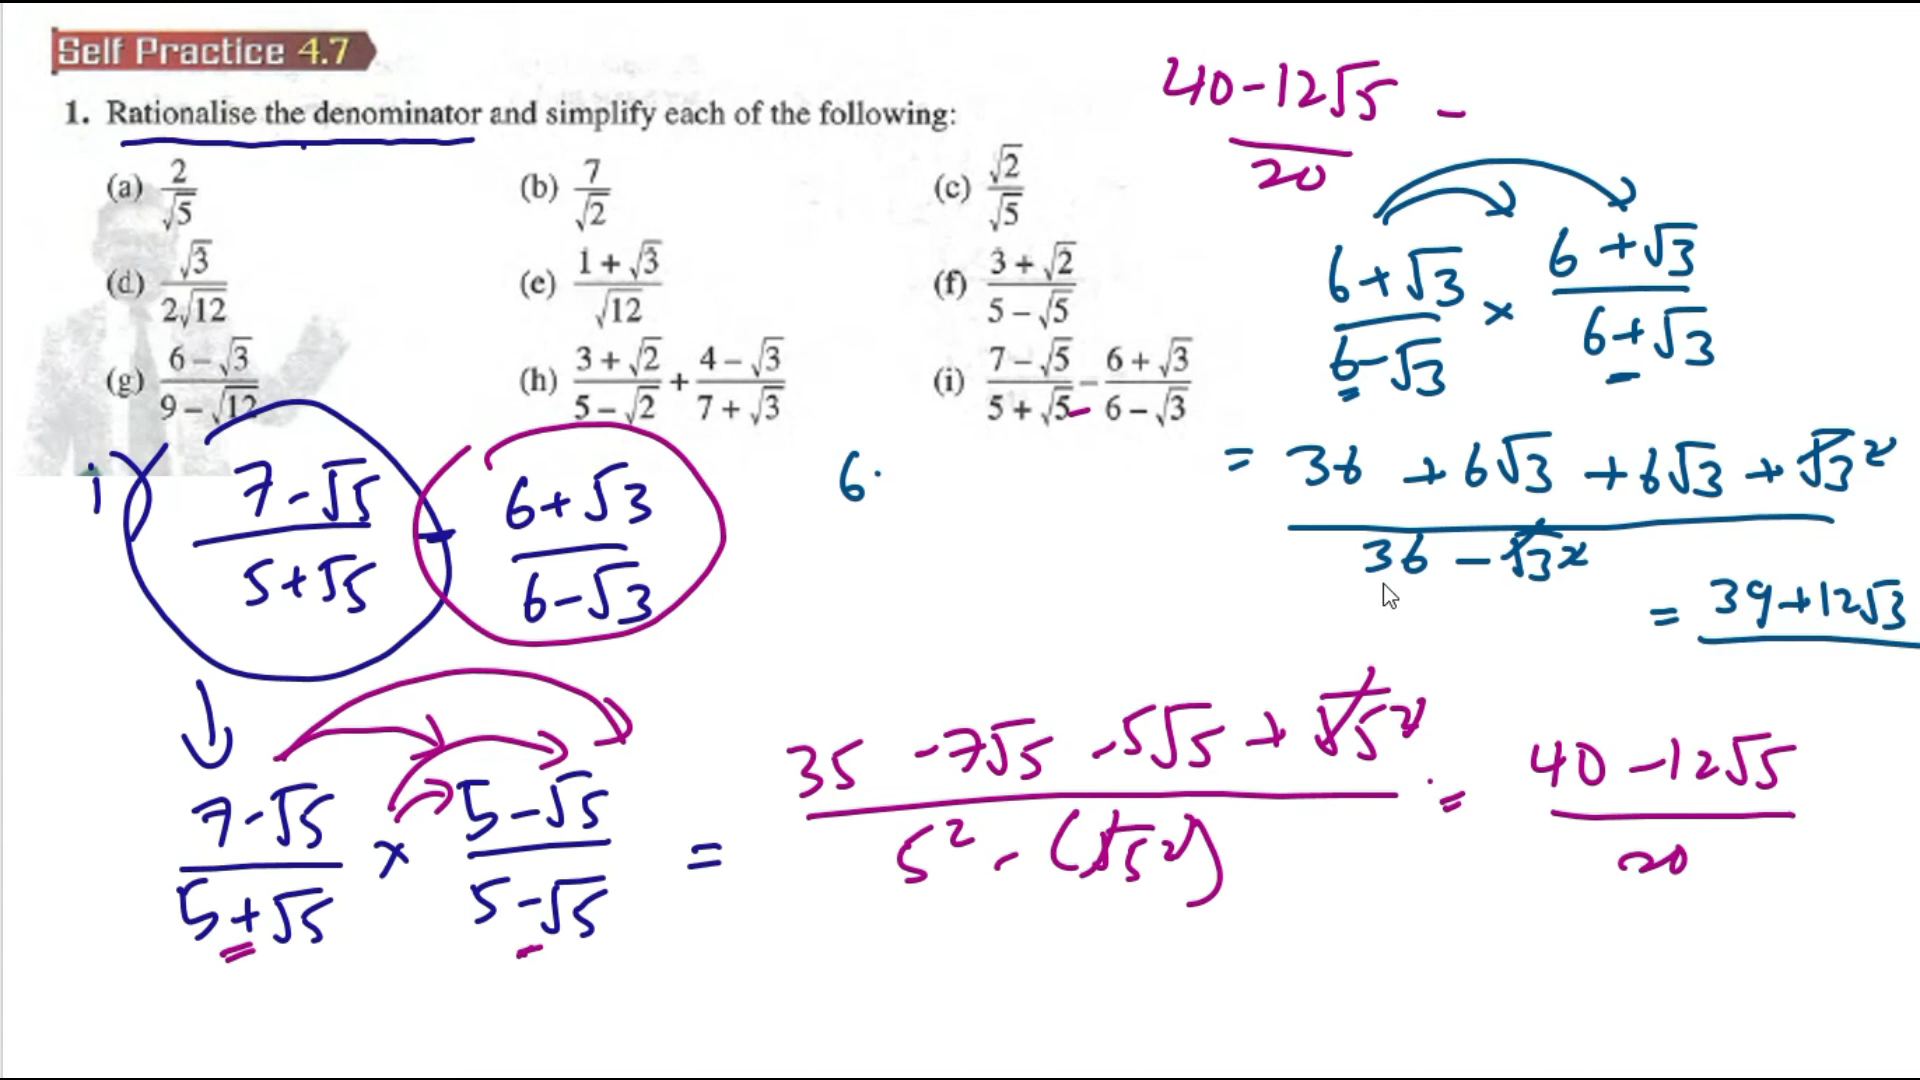 Self Practice 4.7
1. Rationalise the denominator and simplify each of the following:
(a) 2/√5 (b) 7/√2 (c) √2/√5
(d) √3/2√12 (e) 1 + √3/√12 (f) 3 + √2/5 − √5
(g) 6 − √3/9 − √12 (h) 3 + √2/5 − √2 + 4 − √3/7 + √3 (i) 7 − √5/5 + √5 − 6 + √3/6 − √3
40-12√5/20 -
6+√3/6-√3 × 6+√3/6+√3
i) 7-√5/5+√5 - 6+√3/6-√3
6.
= 36 + 6√3 + 6√3 + √3²/36 - √3²
= 39+12√3
7-√5/5+√5 × 5-√5/5-√5 = 35 -7√5 -5√5 + √5²/5² - (√5²) = 40 -12√5/20